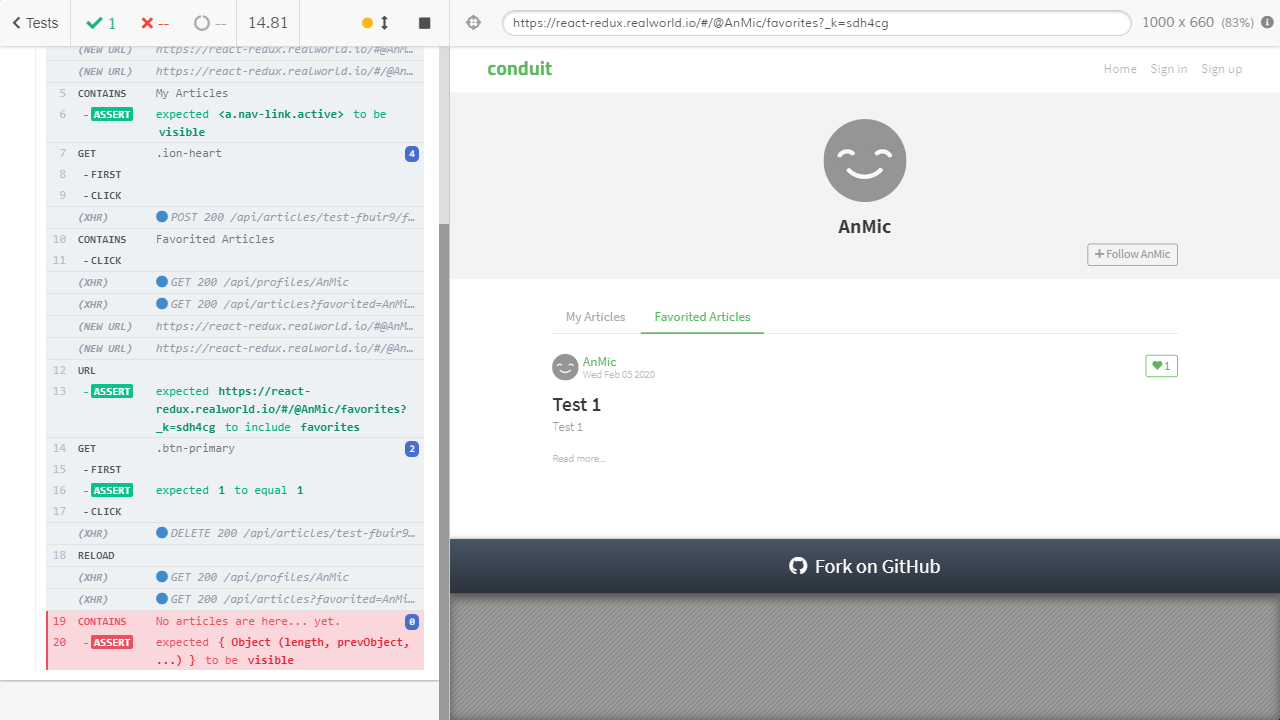 Tests
1
--
--
14.81
https://react-redux.realworld.io/#/@AnMic/favorites?_k=sdh4cg
1000 x 660 (83%)
(NEW URL) https://react-redux.realworld.io/#@AnM…
(NEW URL) https://react-redux.realworld.io/#/@An…
5 CONTAINS My Articles
6 - ASSERT expected <a.nav-link.active> to be
visible
7 GET .ion-heart 4
8 - FIRST
9 - CLICK
(XHR) POST 200 /api/articles/test-fbuir9/f…
10 CONTAINS Favorited Articles
11 - CLICK
(XHR) GET 200 /api/profiles/AnMic
(XHR) GET 200 /api/articles?favorited=AnMi…
(NEW URL) https://react-redux.realworld.io/#@AnM…
(NEW URL) https://react-redux.realworld.io/#/@An…
12 URL
13 - ASSERT expected https://react-
redux.realworld.io/#/@AnMic/favorites?
_k=sdh4cg to include favorites
14 GET .btn-primary 2
15 - FIRST
16 - ASSERT expected 1 to equal 1
17 - CLICK
(XHR) DELETE 200 /api/articles/test-fbuir9…
18 RELOAD
(XHR) GET 200 /api/profiles/AnMic
(XHR) GET 200 /api/articles?favorited=AnMi…
19 CONTAINS No articles are here... yet. 0
20 - ASSERT expected { Object (length, prevObject,
...) } to be visible
conduit
Home Sign in Sign up
AnMic
Follow AnMic
My Articles Favorited Articles
AnMic
Wed Feb 05 2020
1
Test 1
Test 1
Read more...
Fork on GitHub